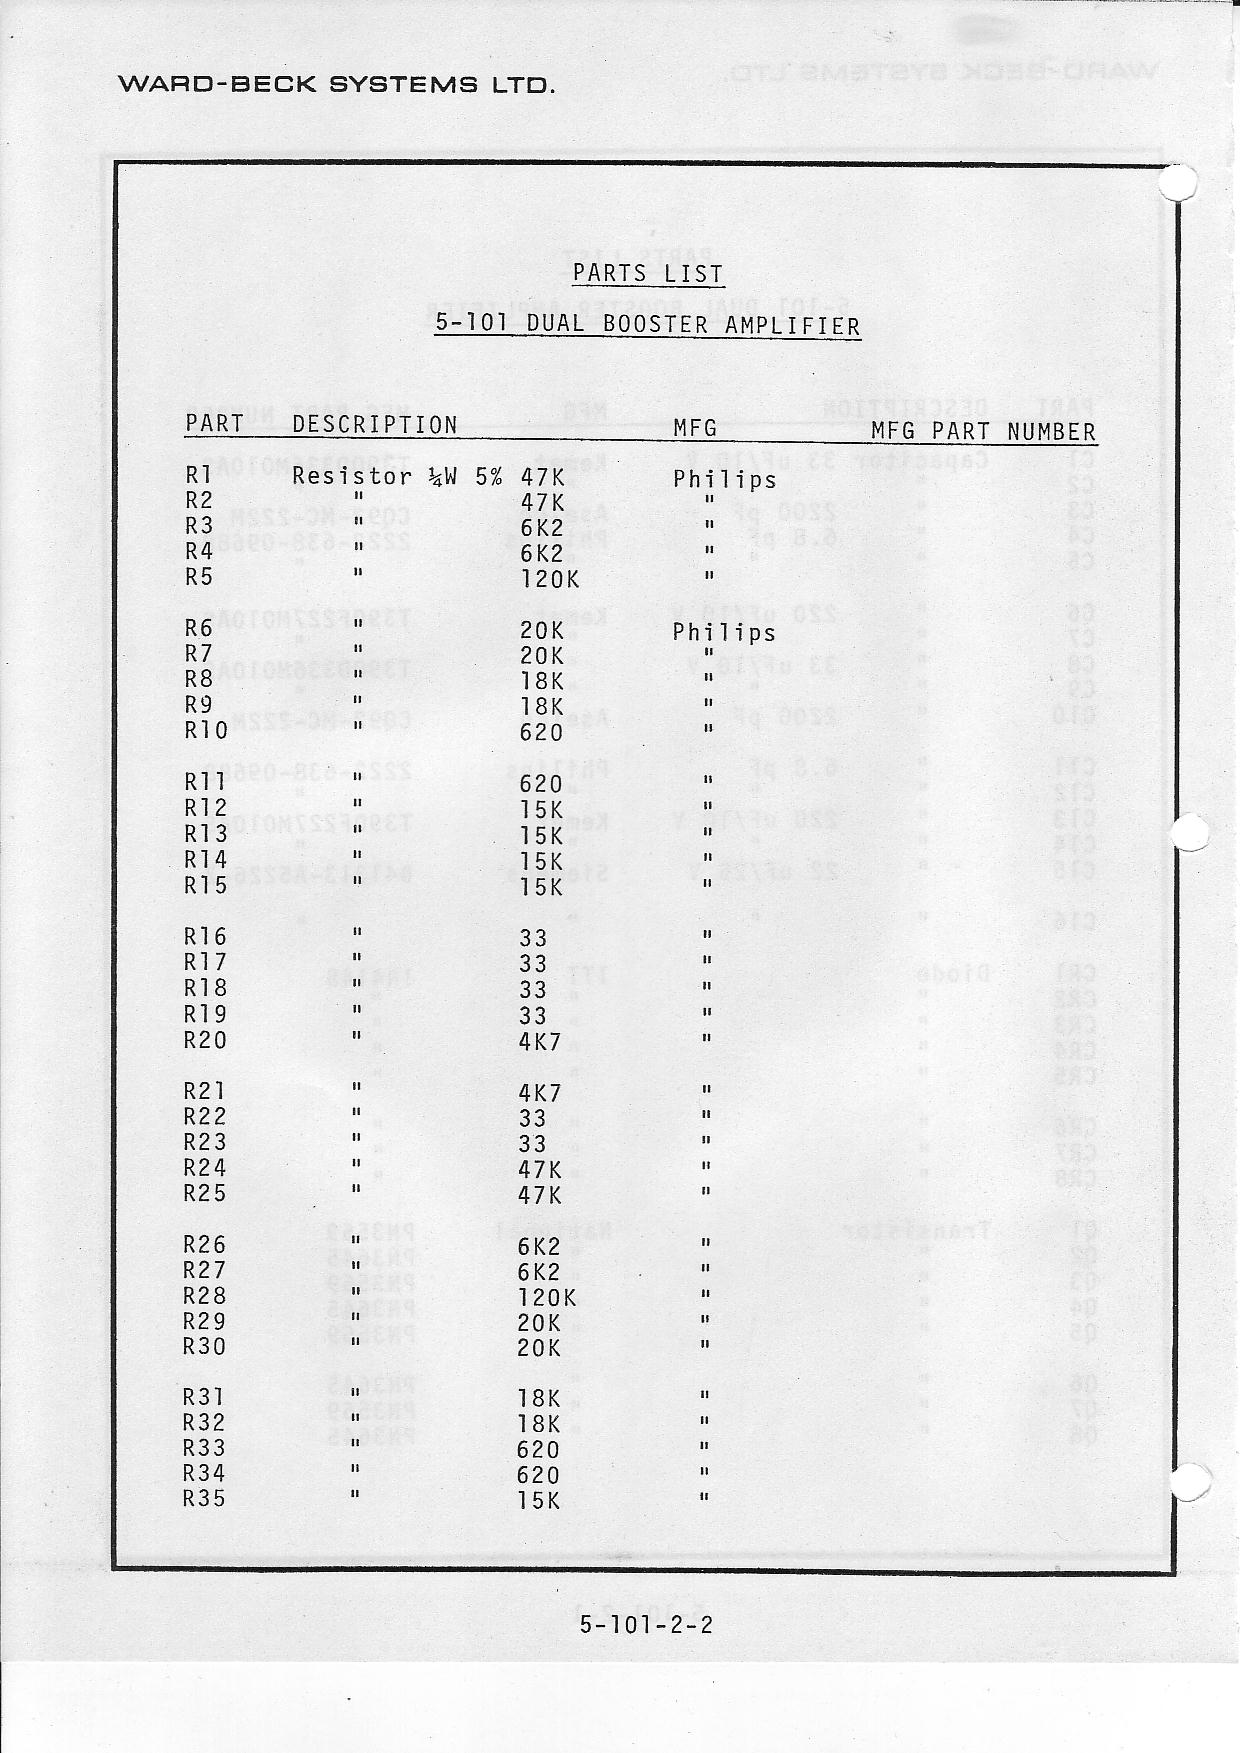 WARD-BECK SYSTEMS LTD.
PARTS LIST
5-101 DUAL BOOSTER AMPLIFIER
PART DESCRIPTION MFG MFG PART NUMBER
R1 Resistor ¼W 5% 47K Philips
R2 " 47K "
R3 " 6K2 "
R4 " 6K2 "
R5 " 120K "
R6 " 20K Philips
R7 " 20K "
R8 " 18K "
R9 " 18K "
R10 " 620 "
R11 " 620 "
R12 " 15K "
R13 " 15K "
R14 " 15K "
R15 " 15K "
R16 " 33 "
R17 " 33 "
R18 " 33 "
R19 " 33 "
R20 " 4K7 "
R21 " 4K7 "
R22 " 33 "
R23 " 33 "
R24 " 47K "
R25 " 47K "
R26 " 6K2 "
R27 " 6K2 "
R28 " 120K "
R29 " 20K "
R30 " 20K "
R31 " 18K "
R32 " 18K "
R33 " 620 "
R34 " 620 "
R35 " 15K "
5-101-2-2